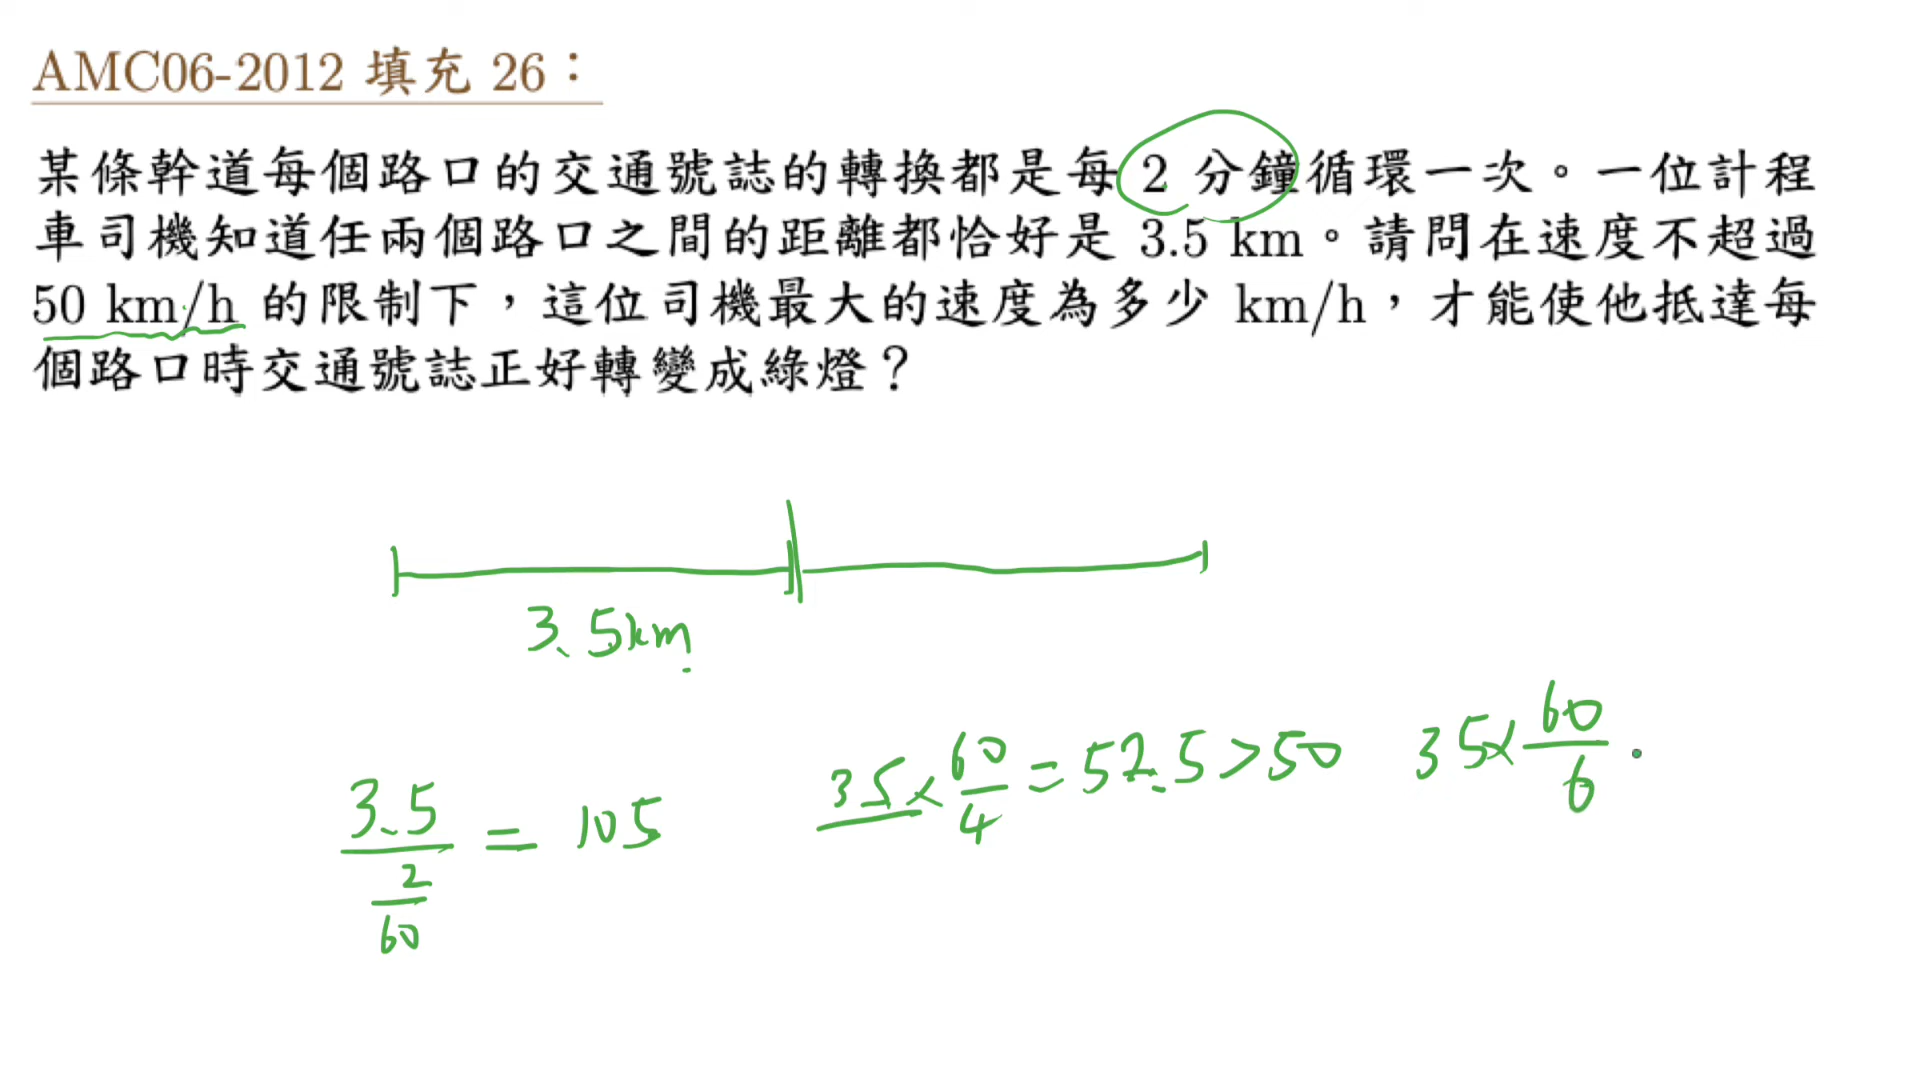 AMC06-2012 填充 26：
某條幹道每個路口的交通號誌的轉換都是每 2 分鐘循環一次。一位計程
車司機知道任兩個路口之間的距離都恰好是 3.5 km。請問在速度不超過
50 km/h 的限制下，這位司機最大的速度為多少 km/h，才能使他抵達每
個路口時交通號誌正好轉變成綠燈？
3.5km
3.5/(2/60) = 105
35×60/4=52.5>50
35×60/6